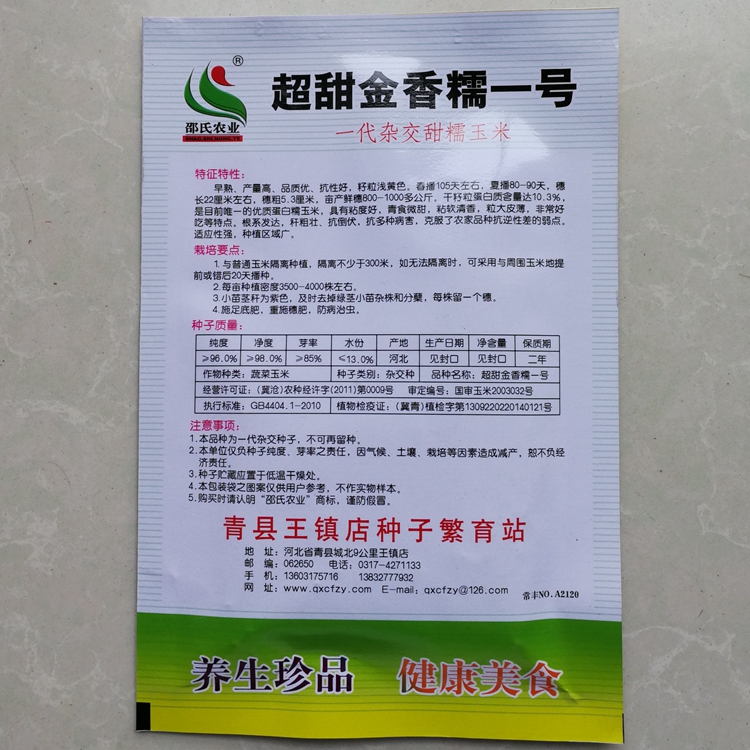 ®
超甜金香糯一号
邵氏农业
SHAO SHI NONG YE
一代杂交甜糯玉米
特征特性:
早熟、产量高、品质优、抗性好,籽粒浅黄色。春播105天左右,夏播80-90天,穗
长22厘米左右,穗粗5.3厘米,亩产鲜穗800-1000多公斤。干籽粒蛋白质含量达10.3%,
是目前唯一的优质蛋白糯玉米,具有粘度好,青食微甜,粘软清香,粒大皮薄,非常好
吃等特点。根系发达,秆粗壮、抗倒伏,抗多种病害,克服了农家品种抗逆性差的弱点。
适应性强,种植区域广。
栽培要点:
1.与普通玉米隔离种植,隔离不少于300米,如无法隔离时,可采用与周围玉米地提
前或错后20天播种。
2.每亩种植密度3500-4000株左右。
3.小苗茎秆为紫色,及时去掉绿茎小苗杂株和分蘖,每株留一个穗。
4.施足底肥,重施穗肥,防病治虫。
种子质量:
纯度 净度 芽率 水份 产地 生产日期 净含量 保质期
≥96.0% ≥98.0% ≥85% ≤13.0% 河北 见封口 见封口 二年
作物种类:蔬菜玉米 种子类别:杂交种 品种名称:超甜金香糯一号
经营许可证:(冀沧)农种经许字(2011)第0009号 审定编号:国审玉米2003032号
执行标准:GB4404.1-2010 植物检疫证:(冀青)植检字第1309220220140121号
注意事项:
1.本品种为一代杂交种子,不可再留种。
2.本单位仅负种子纯度、芽率之责任,因气候、土壤、栽培等因素造成减产,恕不负经
济责任。
3.种子贮藏应置于低温干燥处。
4.本包装袋之图案仅供用户参考,不作实物样本。
5.购买时请认明“邵氏农业”商标,谨防假冒。
青县王镇店种子繁育站
地 址:河北省青县城北9公里王镇店
邮 编:062650 电话:0317-4271133
手 机:13603175716 13832777932
网 址:www.qxcfzy.com E-mail:qxcfzy@126.com
常丰NO.A2120
养生珍品 健康美食